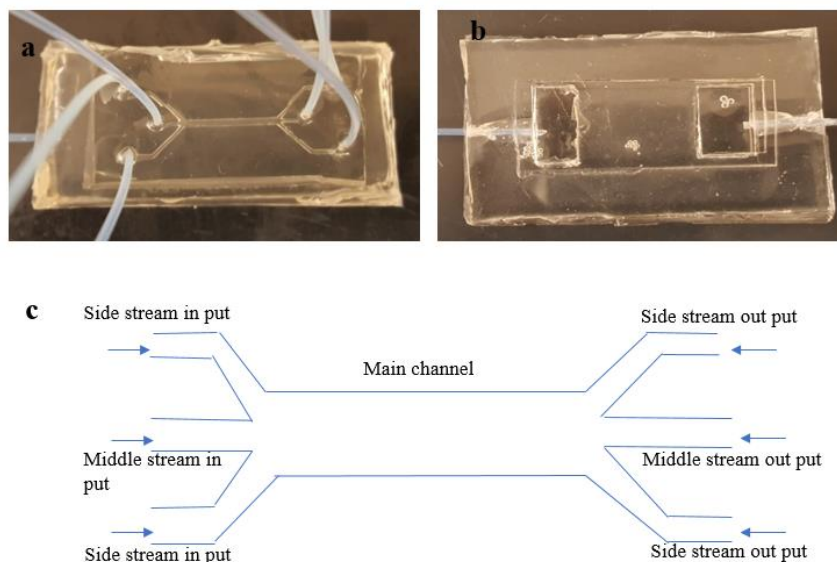 a
b
c
Side stream in put
Side stream out put
Main channel
Middle stream in
put
Middle stream out put
Side stream in put
Side stream out put